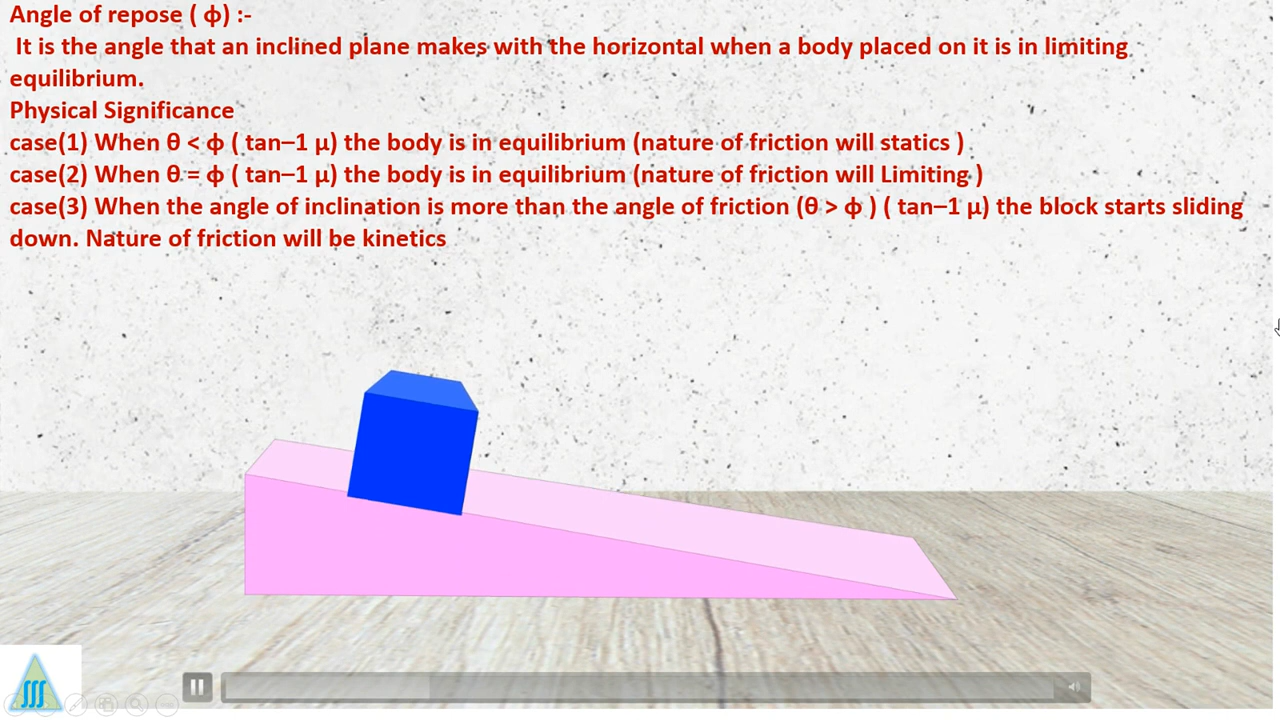 Angle of repose ( ϕ) :-
It is the angle that an inclined plane makes with the horizontal when a body placed on it is in limiting
equilibrium.
Physical Significance
case(1) When θ < ϕ ( tan–1 μ) the body is in equilibrium (nature of friction will statics )
case(2) When θ = ϕ ( tan–1 μ) the body is in equilibrium (nature of friction will Limiting )
case(3) When the angle of inclination is more than the angle of friction (θ > ϕ ) ( tan–1 μ) the block starts sliding
down. Nature of friction will be kinetics
∫∫∫